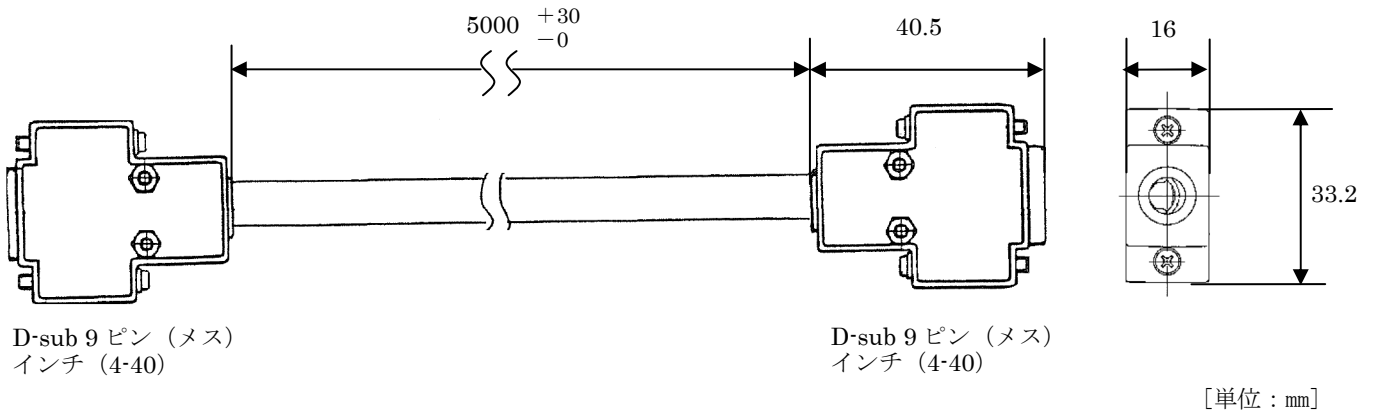 5000 +30
−0
40.5
16
33.2
D-sub 9 ピン（メス）
インチ（4-40）
D-sub 9 ピン（メス）
インチ（4-40）
［単位：㎜］